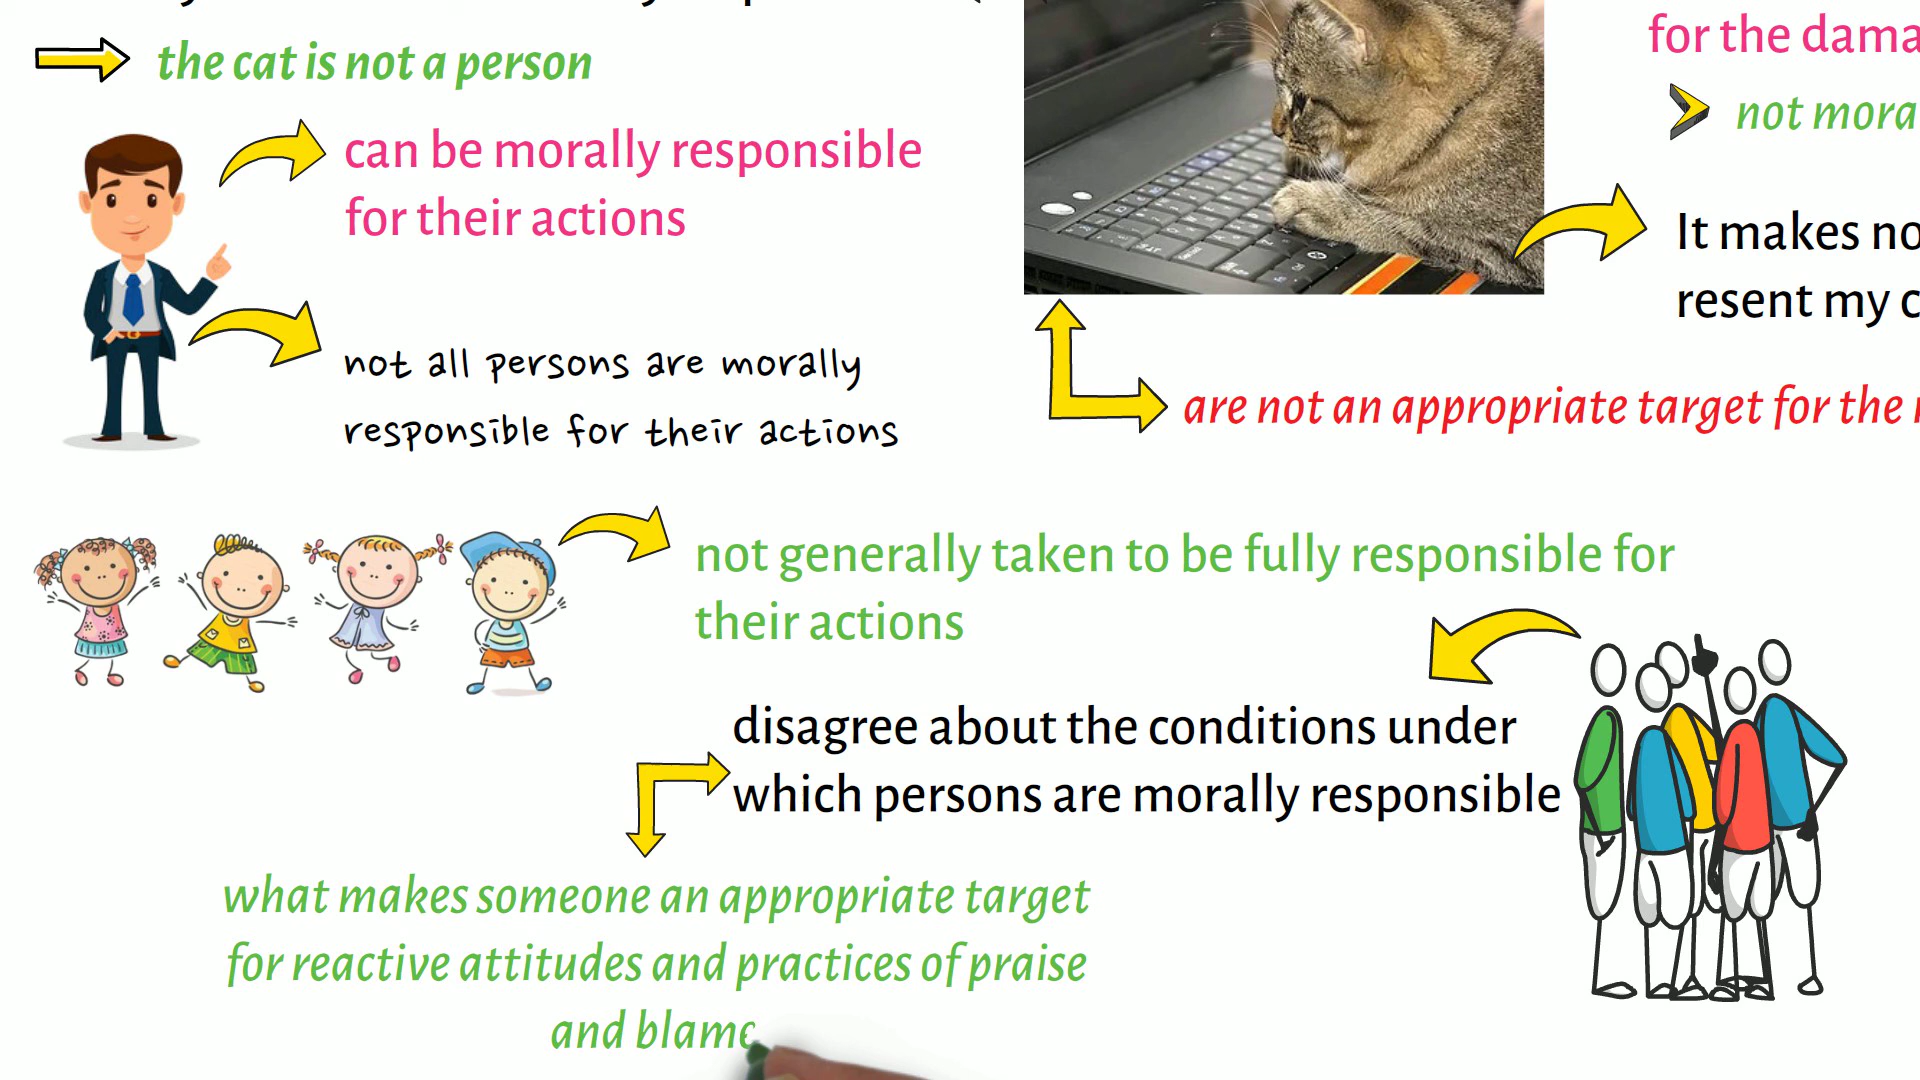 the cat is not a person
can be morally responsible
for their actions
not all persons are morally
responsible for their actions
for the
not
It makes
resent my
are not an appropriate target for the
not generally taken to be fully responsible for
their actions
disagree about the conditions under
which persons are morally responsible
what makes someone an appropriate target
for reactive attitudes and practices of praise
and blame